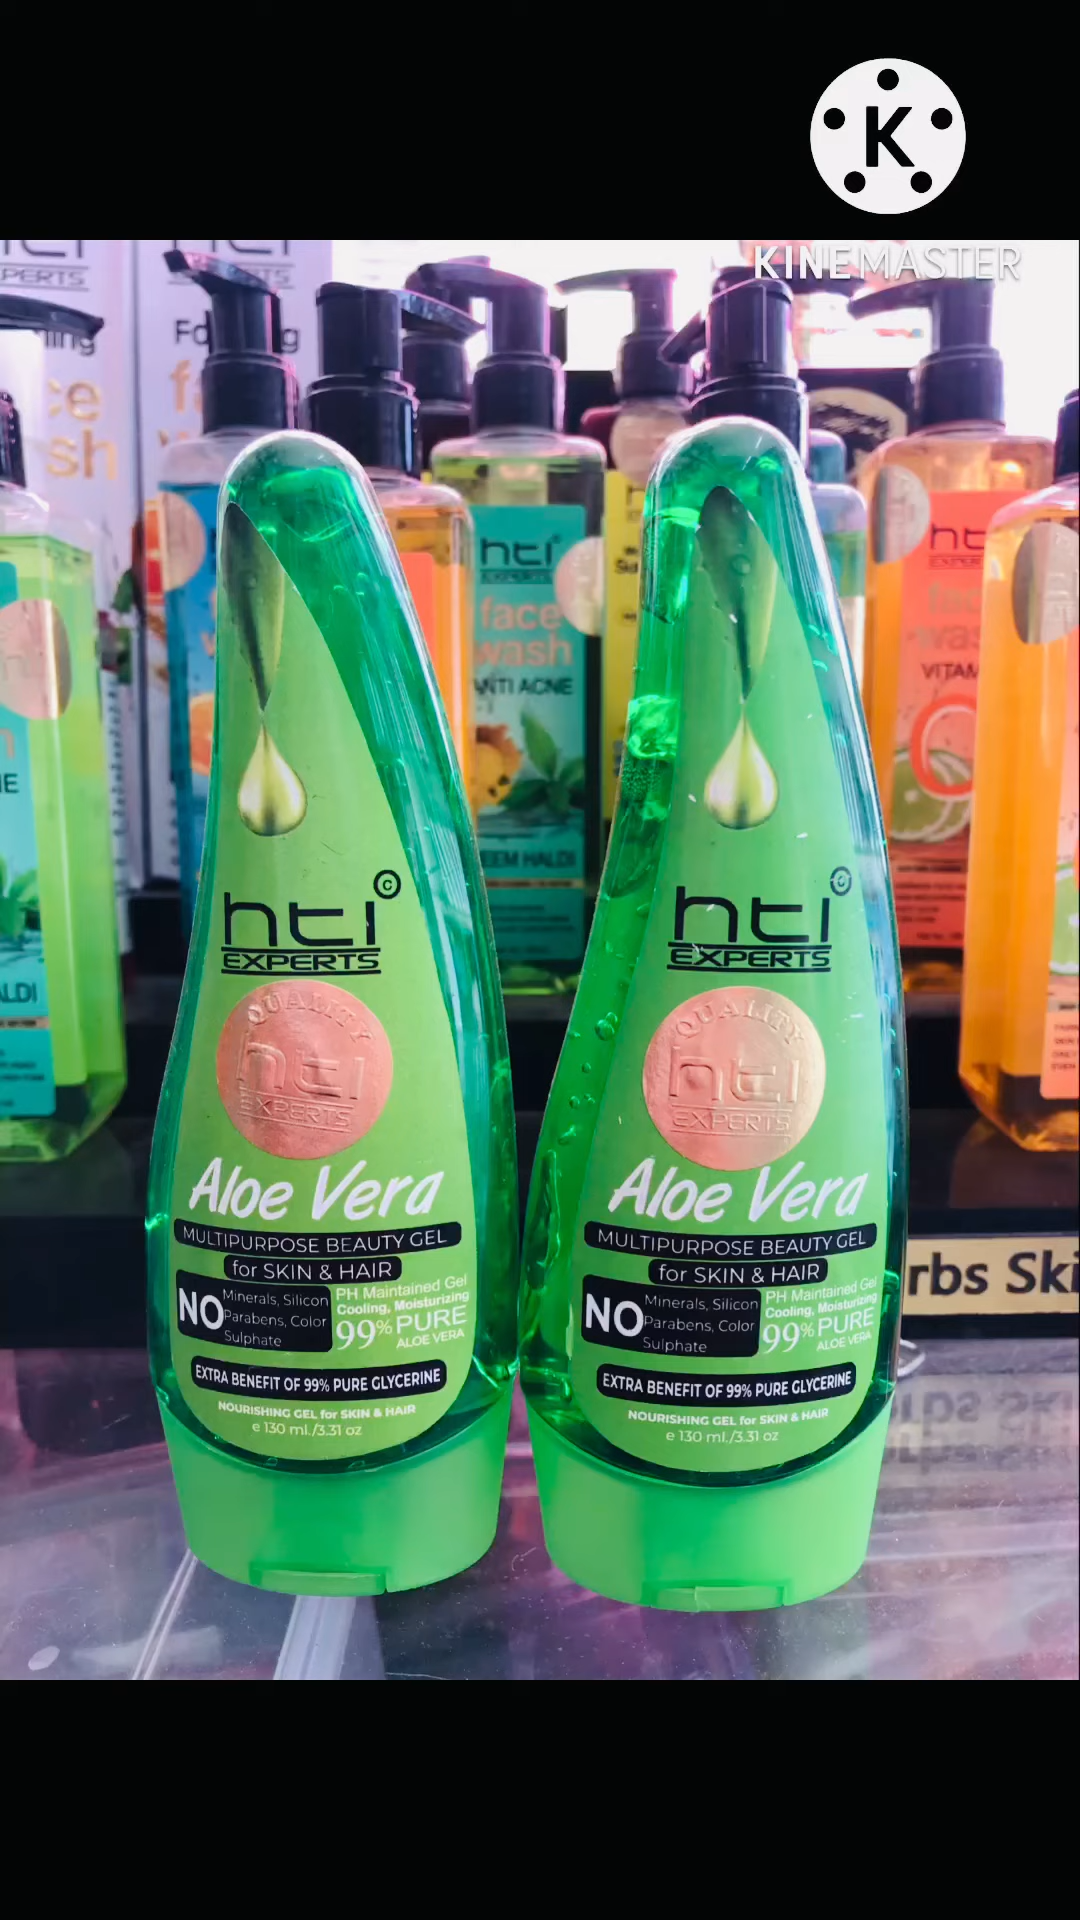 K
KINEMASTER
hti
EXPERTS
face
wash
ANTI ACNE
NEEM HALDI
hti ©
EXPERTS
QUALITY
hti
EXPERTS
Aloe Vera
MULTIPURPOSE BEAUTY GEL
for SKIN & HAIR
NO Minerals, Silicon
Parabens, Color
Sulphate
PH Maintained Gel
Cooling, Moisturizing
99% PURE
ALOE VERA
EXTRA BENEFIT OF 99% PURE GLYCERINE
NOURISHING GEL for SKIN & HAIR
e 130 ml./3.31 oz
hti ©
EXPERTS
QUALITY
hti
EXPERTS
Aloe Vera
MULTIPURPOSE BEAUTY GEL
for SKIN & HAIR
NO Minerals, Silicon
Parabens, Color
Sulphate
PH Maintained Gel
Cooling, Moisturizing
99% PURE
ALOE VERA
EXTRA BENEFIT OF 99% PURE GLYCERINE
NOURISHING GEL for SKIN & HAIR
e 130 ml./3.31 oz